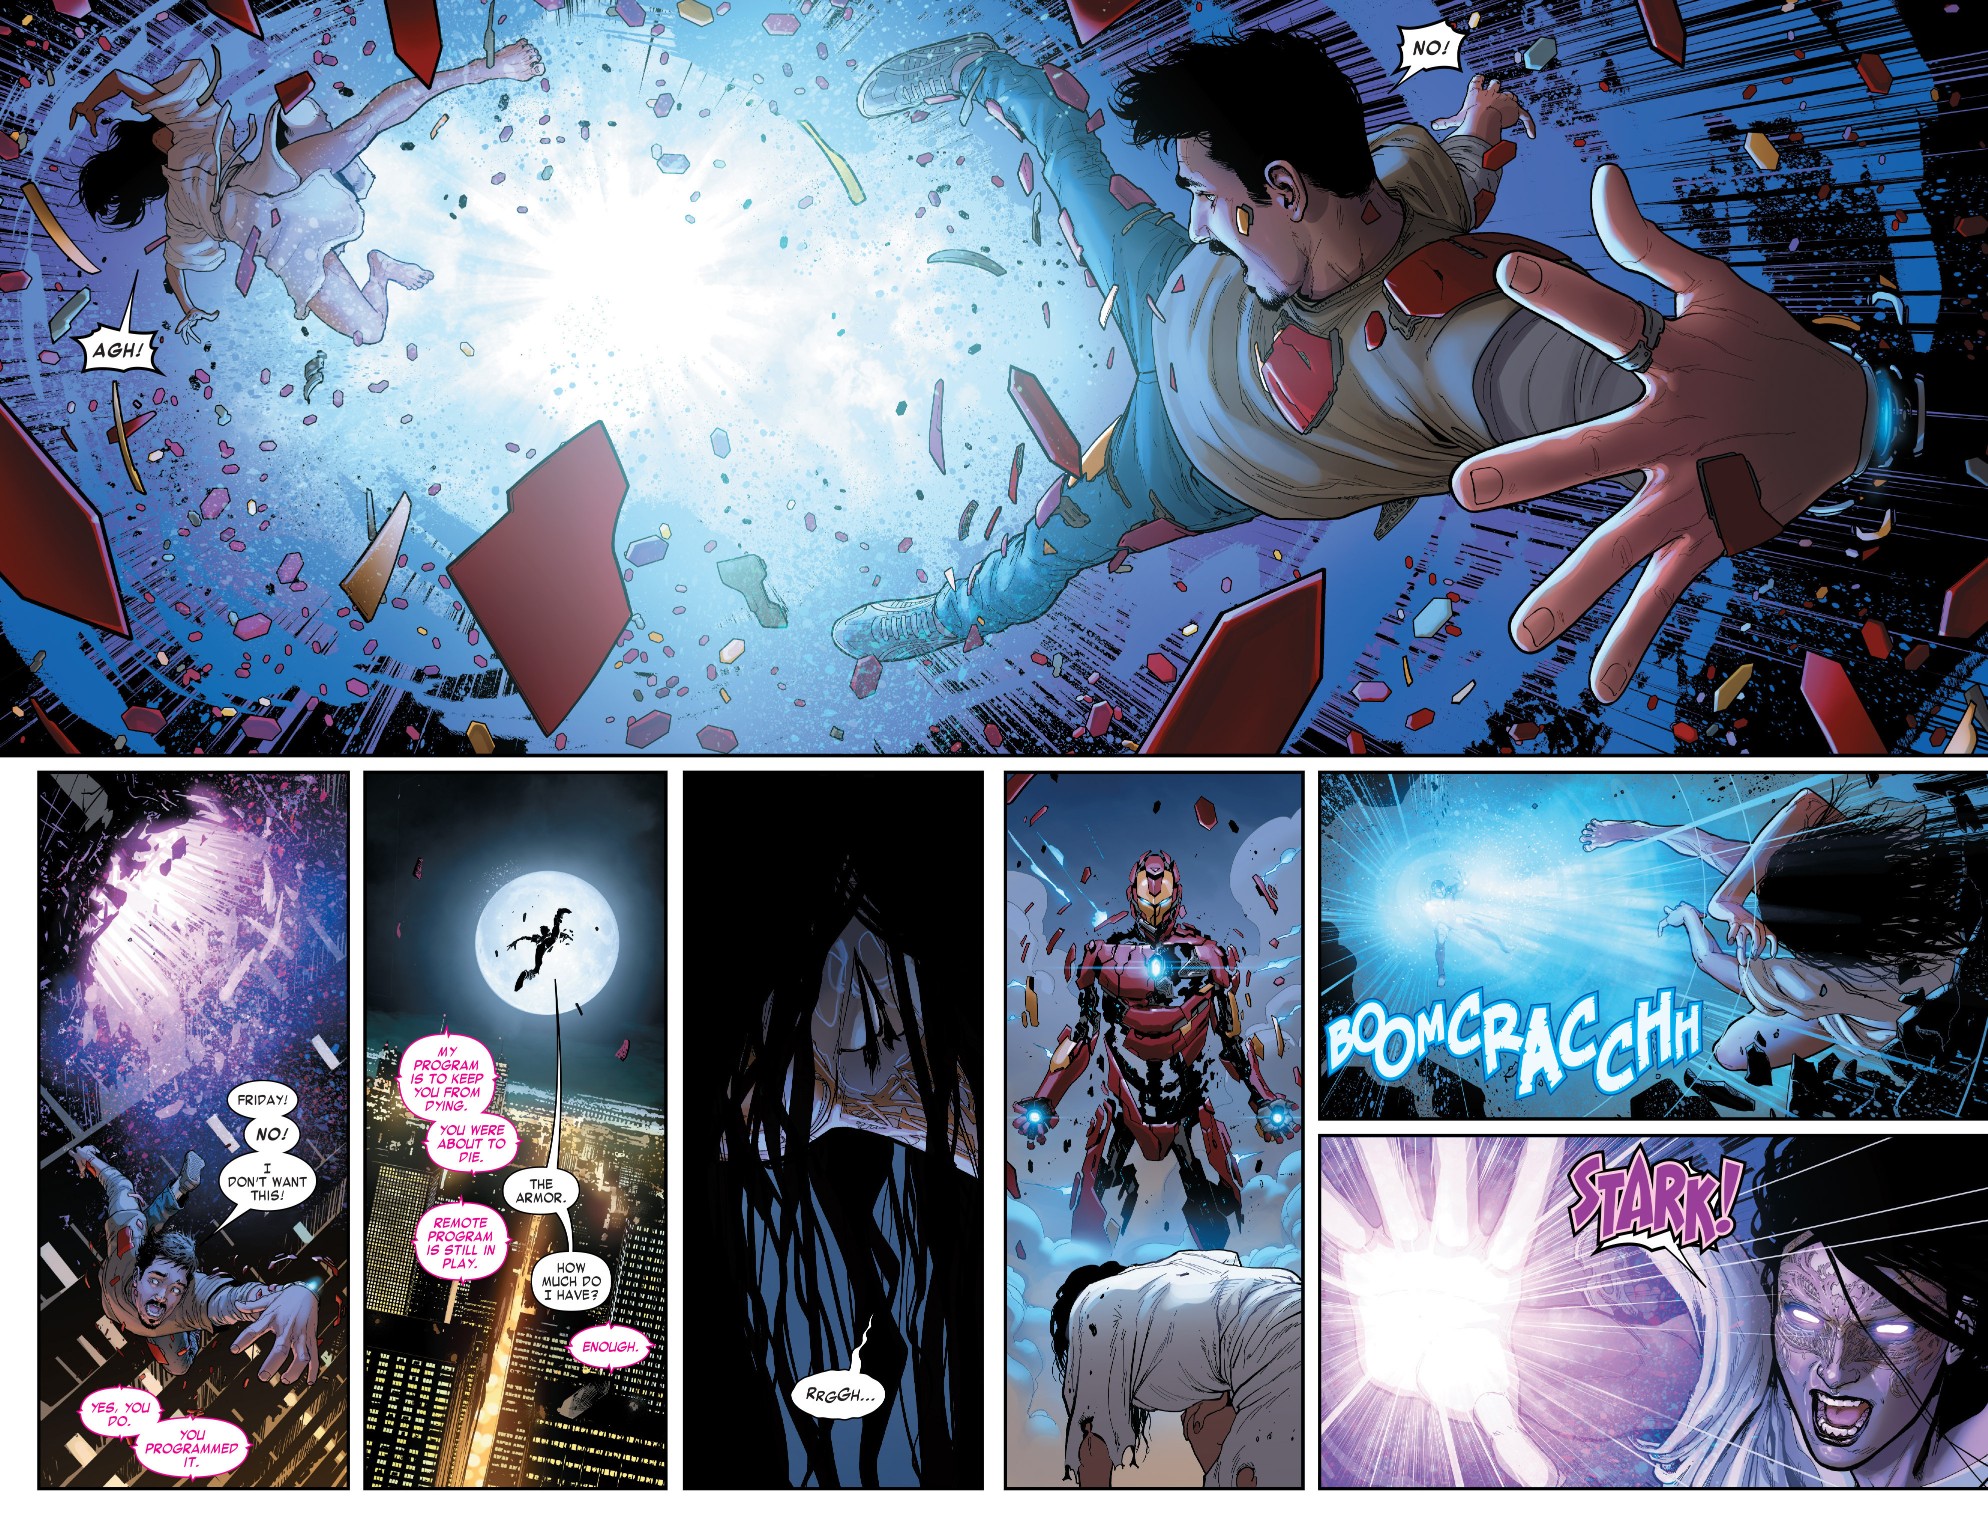 NO!
AGH!
FRIDAY!
NO!
I
DON'T WANT
THIS!
YES, YOU
DO.
YOU
PROGRAMMED
IT.
MY
PROGRAM
IS TO KEEP
YOU FROM
DYING.
YOU WERE
ABOUT TO
DIE.
THE
ARMOR.
REMOTE
PROGRAM
IS STILL IN
PLAY.
HOW
MUCH DO
I HAVE?
ENOUGH.
RRGGH...
BOOMCRACCHH
STARK!